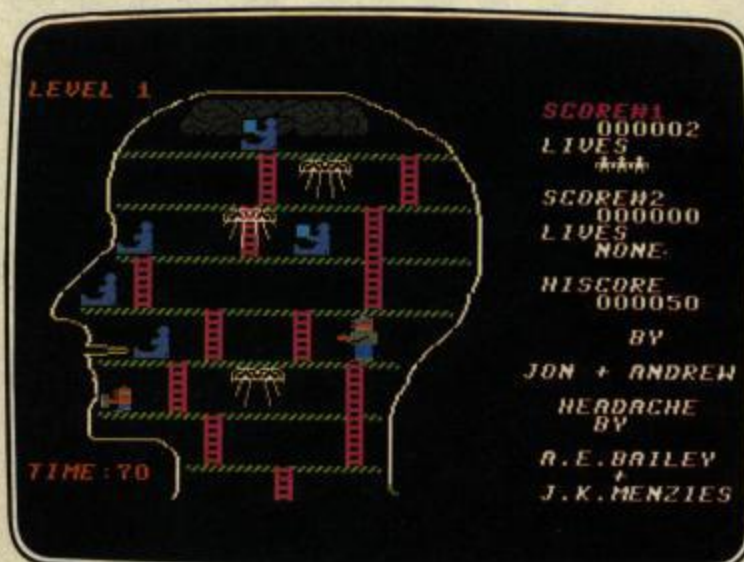 LEVEL 1
SCORE#1
000002
LIVES
SCORE#2
000000
LIVES
NONE
HISCORE
000050
BY
JON + ANDREW
HEADACHE
BY
A.E.BAILEY
+
J.K.MENZIES
TIME:70